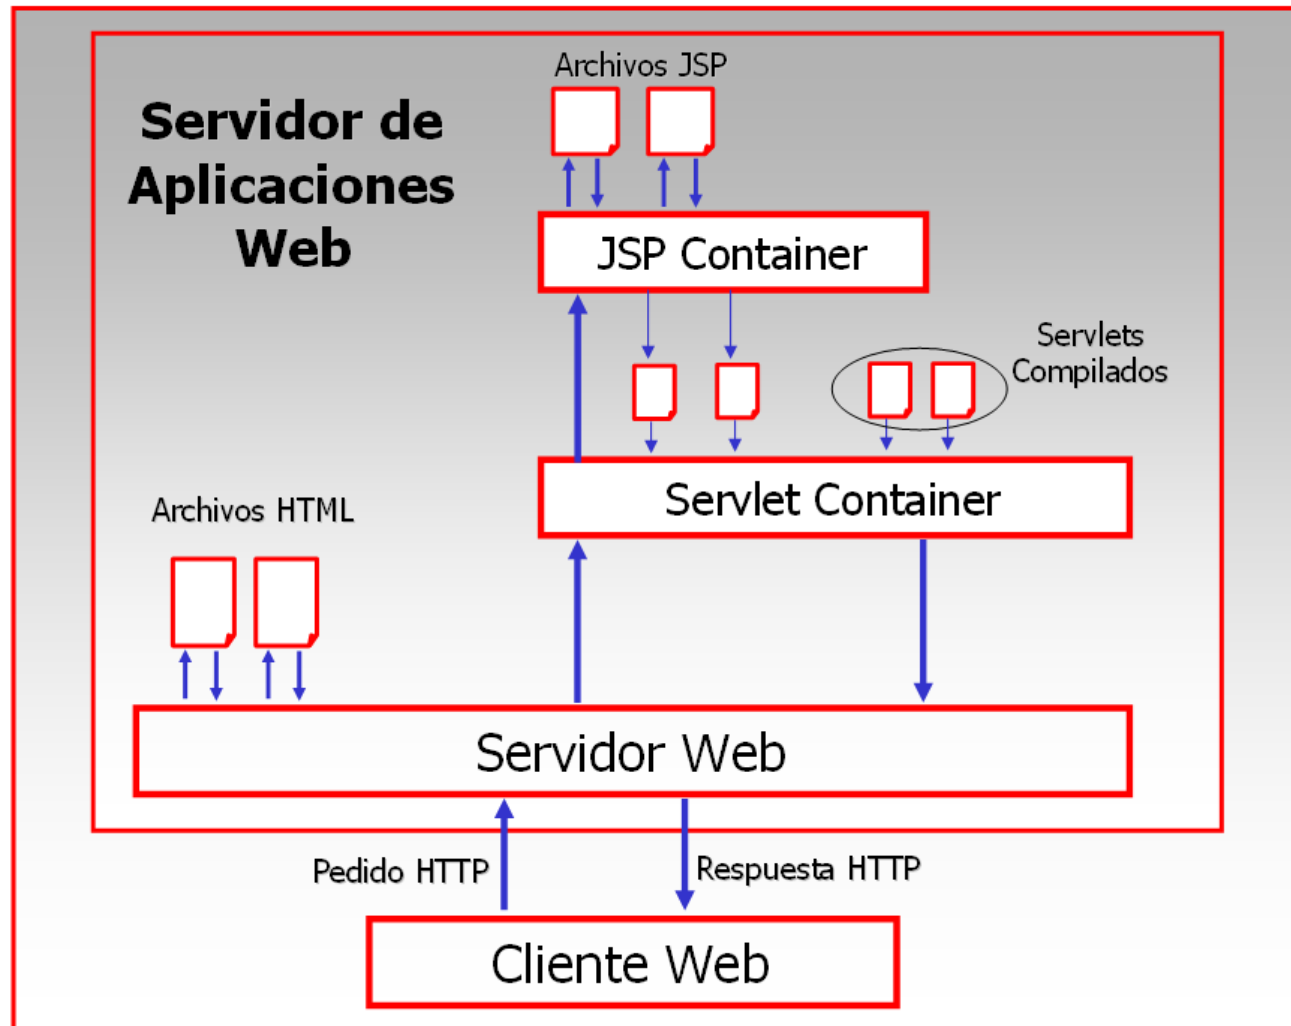 Archivos JSP
Servidor de
Aplicaciones
Web
JSP Container
Servlets
Compilados
Servlet Container
Archivos HTML
Servidor Web
Pedido HTTP
Respuesta HTTP
Cliente Web